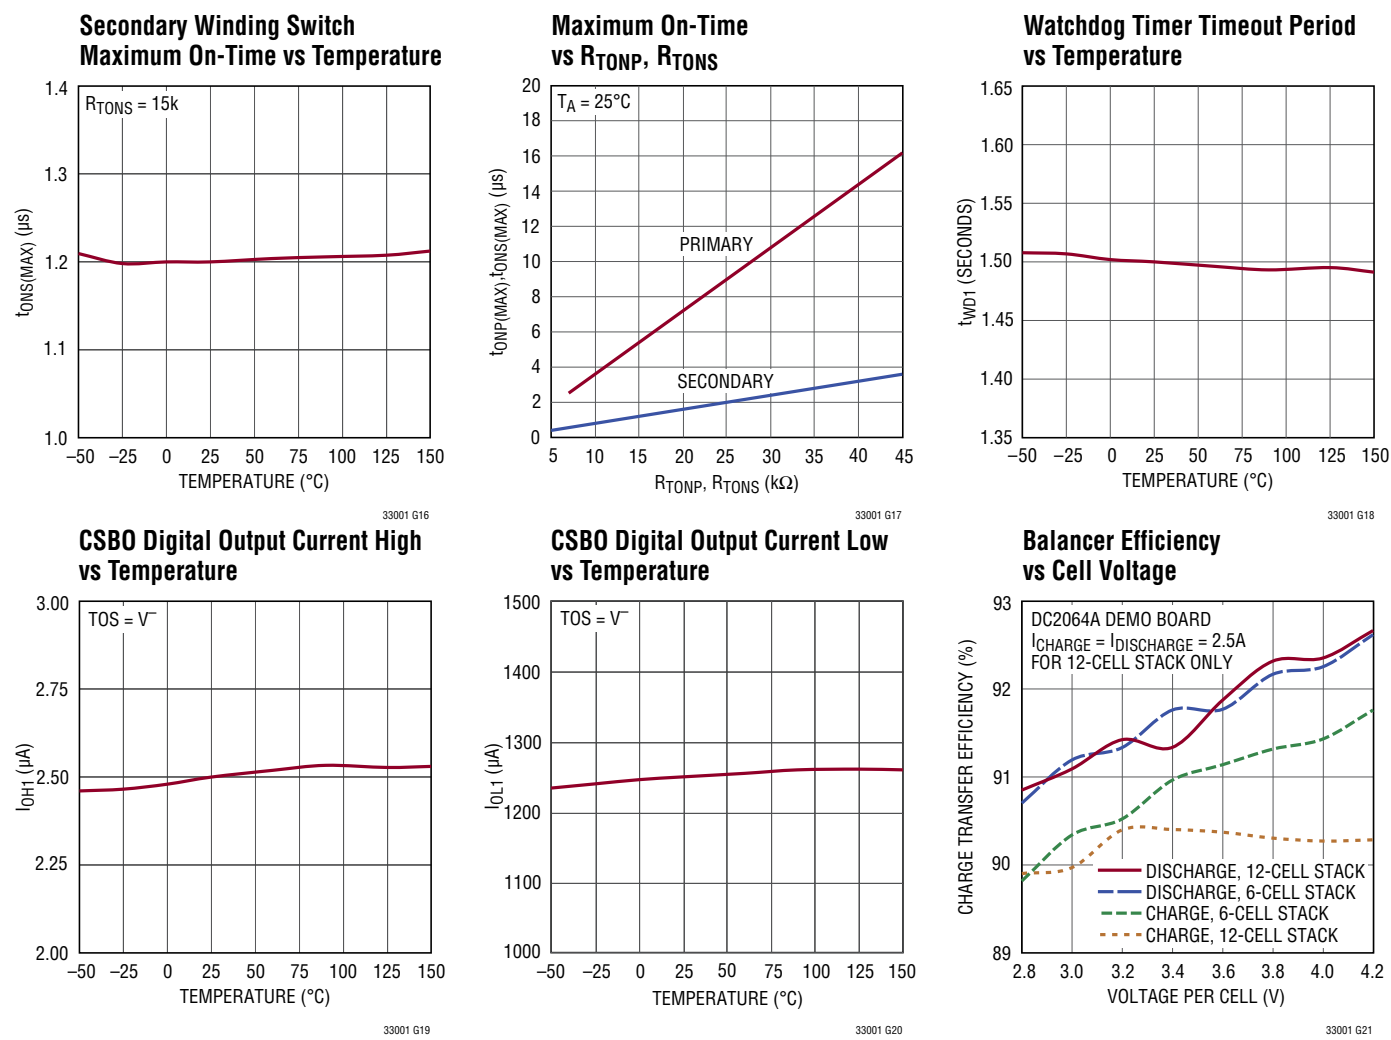 Secondary Winding Switch
Maximum On-Time vs Temperature
1.4
1.3
1.2
1.1
1.0
tONS(MAX) (µs)
RTONS = 15k
–50 –25 0 25 50 75 100 125 150
TEMPERATURE (°C)
33001 G16
Maximum On-Time
vs RTONP, RTONS
20
18
16
14
12
10
8
6
4
2
0
tONP(MAX),tONS(MAX) (µs)
TA = 25°C
PRIMARY
SECONDARY
5 10 15 20 25 30 35 40 45
RTONP, RTONS (kΩ)
33001 G17
Watchdog Timer Timeout Period
vs Temperature
1.65
1.60
1.55
1.50
1.45
1.40
1.35
tWD1 (SECONDS)
–50 –25 0 25 50 75 100 125 150
TEMPERATURE (°C)
33001 G18
CSBO Digital Output Current High
vs Temperature
3.00
2.75
2.50
2.25
2.00
IOH1 (µA)
TOS = V–
–50 –25 0 25 50 75 100 125 150
TEMPERATURE (°C)
33001 G19
CSBO Digital Output Current Low
vs Temperature
1500
1400
1300
1200
1100
1000
IOL1 (µA)
TOS = V–
–50 –25 0 25 50 75 100 125 150
TEMPERATURE (°C)
33001 G20
Balancer Efficiency
vs Cell Voltage
93
92
91
90
89
CHARGE TRANSFER EFFICIENCY (%)
DC2064A DEMO BOARD
ICHARGE = IDISCHARGE = 2.5A
FOR 12-CELL STACK ONLY
DISCHARGE, 12-CELL STACK
DISCHARGE, 6-CELL STACK
CHARGE, 6-CELL STACK
CHARGE, 12-CELL STACK
2.8 3.0 3.2 3.4 3.6 3.8 4.0 4.2
VOLTAGE PER CELL (V)
33001 G21